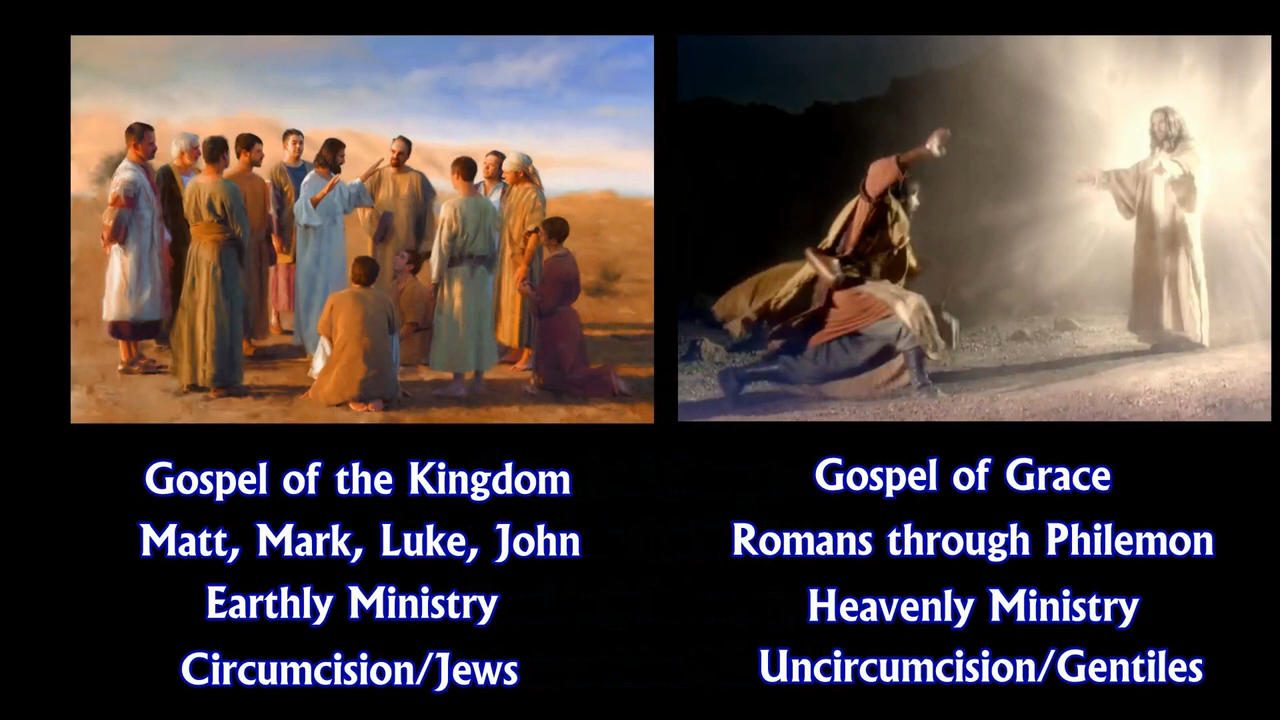 Gospel of the Kingdom
Matt, Mark, Luke, John
Earthly Ministry
Circumcision/Jews
Gospel of Grace
Romans through Philemon
Heavenly Ministry
Uncircumcision/Gentiles